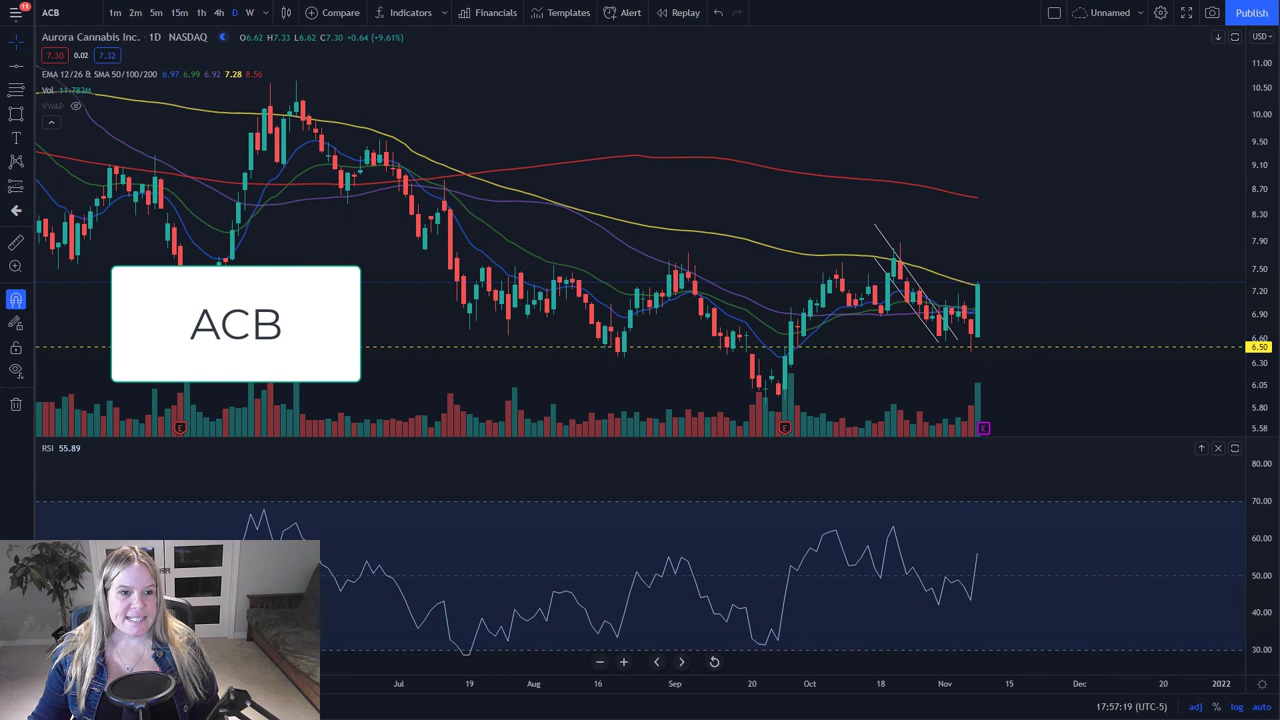 11
ACB
1m 2m 5m 15m 1h 4h D W
Compare
Indicators
Financials
Templates
Alert
Replay
Unnamed
Publish
Aurora Cannabis Inc. · 1D · NASDAQ
O6.62 H7.33 L6.62 C7.30 +0.64 (+9.61%)
USD
7.30 0.02 7.32
EMA 12/26 & SMA 50/100/200 6.97 6.99 6.92 7.28 8.56
Vol 11.782M
VWAP
11.00
10.50
10.00
9.50
9.10
8.70
8.30
7.90
7.50
7.20
6.90
6.60
6.50
6.30
6.05
5.80
5.58
ACB
E
E
E
RSI 55.89
80.00
60.00
50.00
40.00
30.00
Jul 19 Aug 16 Sep 20 Oct 18 Nov 15 Dec 20 2022
17:57:19 (UTC-5)
adj % log auto